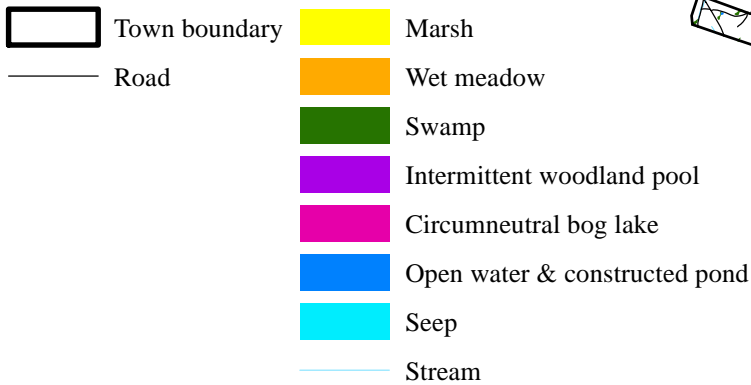 Town boundary
Road
Marsh
Wet meadow
Swamp
Intermittent woodland pool
Circumneutral bog lake
Open water & constructed pond
Seep
Stream